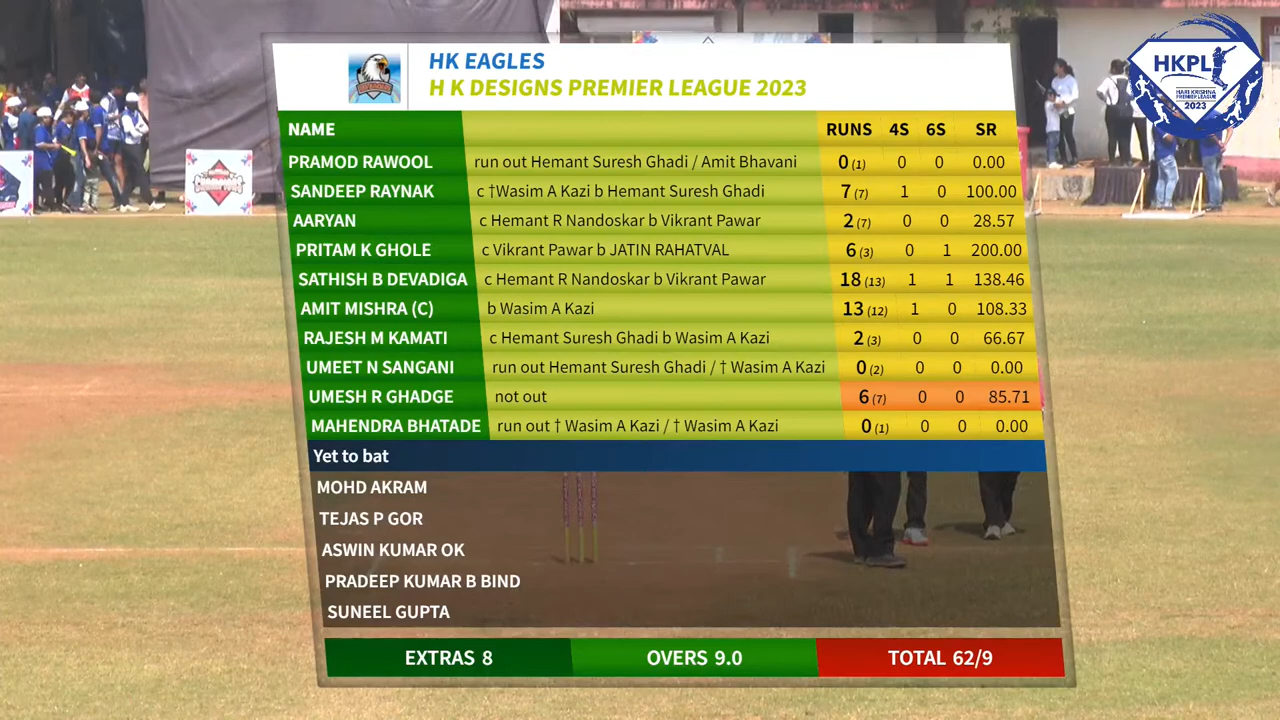 HK EAGLES
H K DESIGNS PREMIER LEAGUE 2023
HKPL
HARI KRISHNA
PREMIER LEAGUE
2023
NAME RUNS 4S 6S SR
PRAMOD RAWOOL run out Hemant Suresh Ghadi / Amit Bhavani 0 (1) 0 0 0.00
SANDEEP RAYNAK c †Wasim A Kazi b Hemant Suresh Ghadi 7 (7) 1 0 100.00
AARYAN c Hemant R Nandoskar b Vikrant Pawar 2 (7) 0 0 28.57
PRITAM K GHOLE c Vikrant Pawar b JATIN RAHATVAL 6 (3) 0 1 200.00
SATHISH B DEVADIGA c Hemant R Nandoskar b Vikrant Pawar 18 (13) 1 1 138.46
AMIT MISHRA (C) b Wasim A Kazi 13 (12) 1 0 108.33
RAJESH M KAMATI c Hemant Suresh Ghadi b Wasim A Kazi 2 (3) 0 0 66.67
UMEET N SANGANI run out Hemant Suresh Ghadi / † Wasim A Kazi 0 (2) 0 0 0.00
UMESH R GHADGE not out 6 (7) 0 0 85.71
MAHENDRA BHATADE run out † Wasim A Kazi / † Wasim A Kazi 0 (1) 0 0 0.00
Yet to bat
MOHD AKRAM
TEJAS P GOR
ASWIN KUMAR OK
PRADEEP KUMAR B BIND
SUNEEL GUPTA
EXTRAS 8 OVERS 9.0 TOTAL 62/9